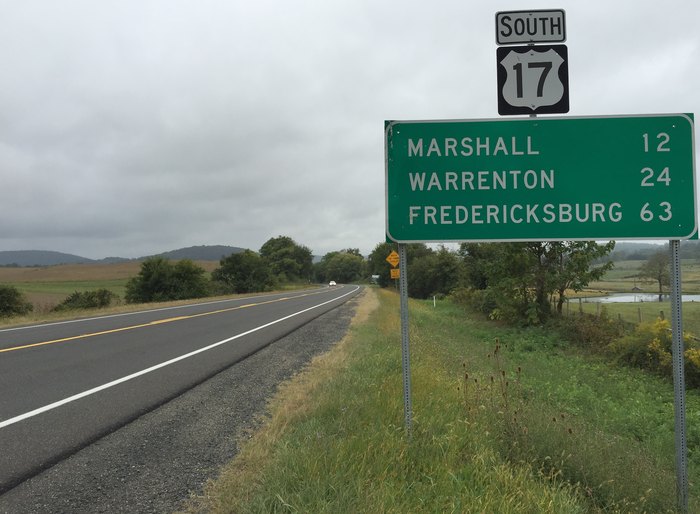 SOUTH
17
MARSHALL 12
WARRENTON 24
FREDERICKSBURG 63